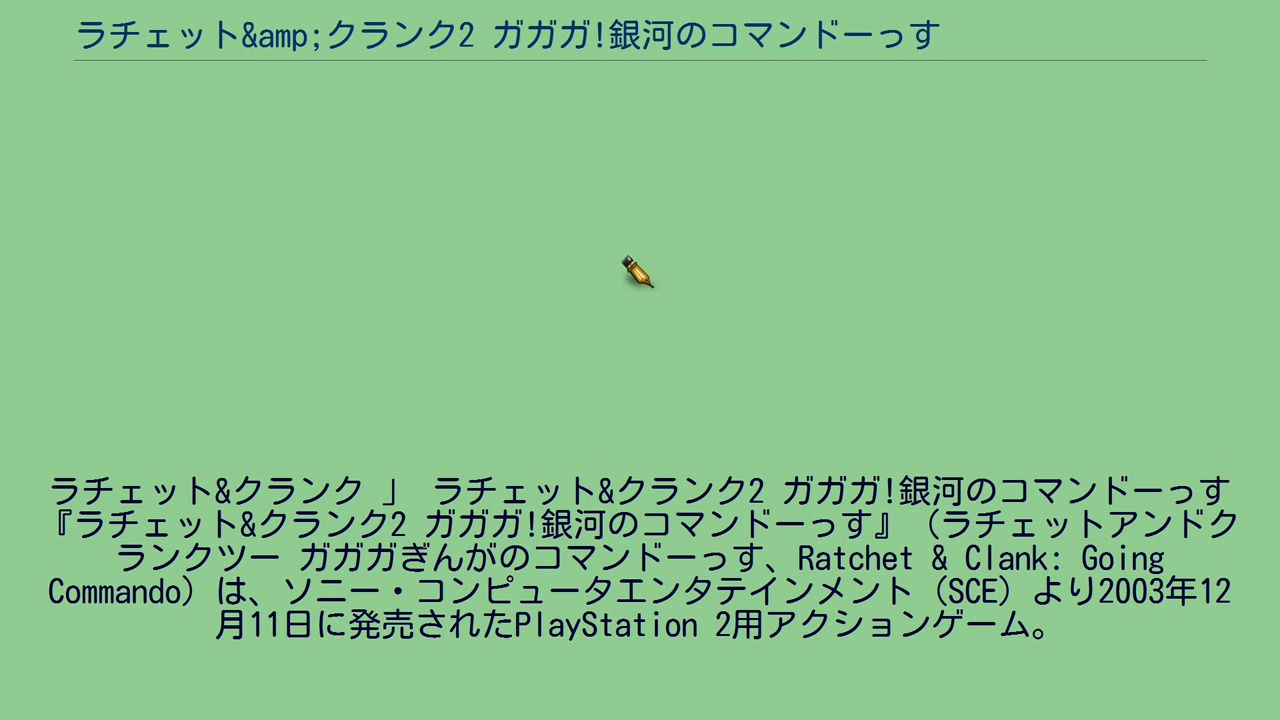 ラチェット&amp;クランク2 ガガガ!銀河のコマンドーっす
ラチェット&クランク 」 ラチェット&クランク2 ガガガ!銀河のコマンドーっす
『ラチェット&クランク2 ガガガ!銀河のコマンドーっす』（ラチェットアンドク
ランクツー ガガガぎんがのコマンドーっす、Ratchet & Clank: Going
Commando）は、ソニー・コンピュータエンタテインメント（SCE）より2003年12
月11日に発売されたPlayStation 2用アクションゲーム。